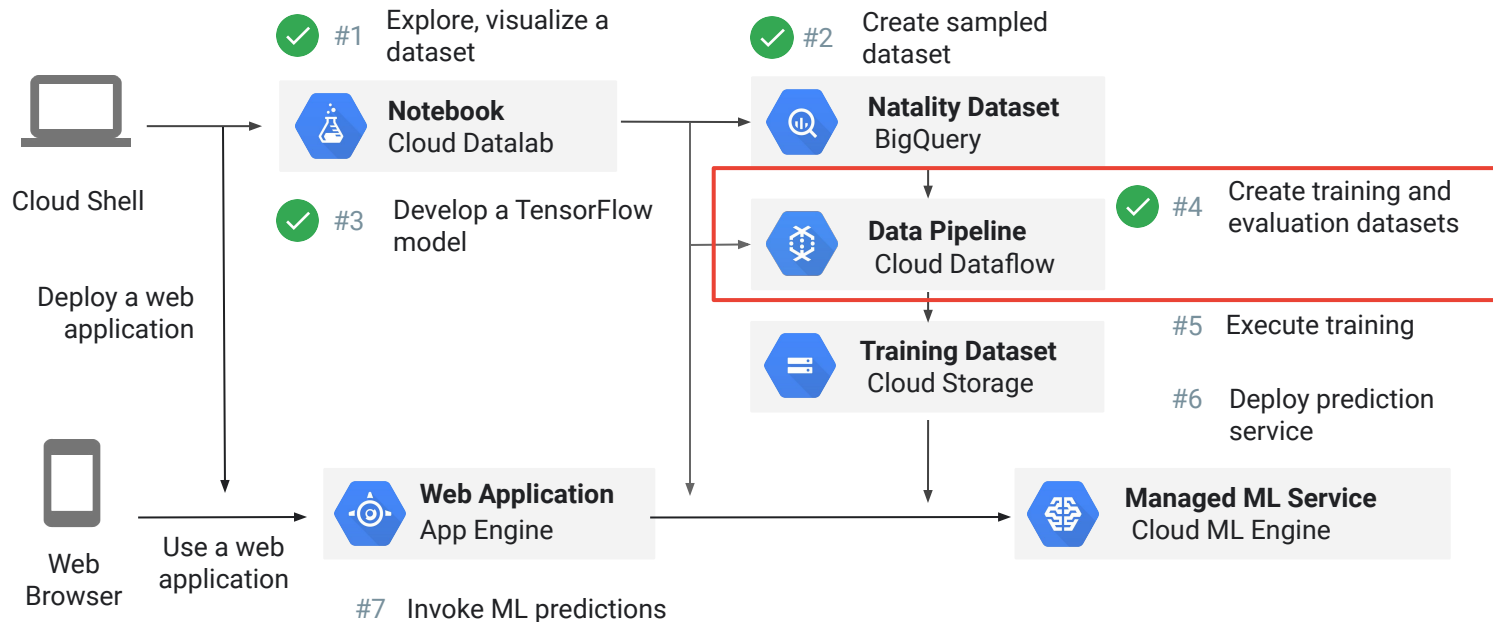 #1 Explore, visualize a
dataset
#2 Create sampled
dataset
Notebook
Cloud Datalab
Natality Dataset
BigQuery
Cloud Shell
#3 Develop a TensorFlow
model
Data Pipeline
Cloud Dataflow
#4 Create training and
evaluation datasets
Deploy a web
application
#5 Execute training
Training Dataset
Cloud Storage
#6 Deploy prediction
service
Web Application
App Engine
Managed ML Service
Cloud ML Engine
Web
Browser
Use a web
application
#7 Invoke ML predictions